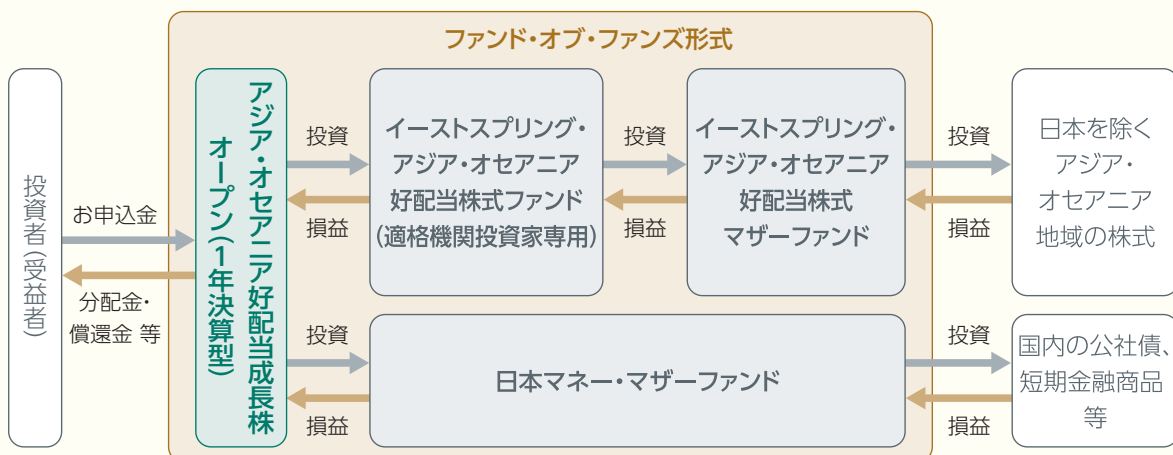 ファンド・オブ・ファンズ形式
投資者(受益者)
お申込金
分配金・
償還金 等
アジア・オセアニア好配当成長株
オープン(1年決算型)
投資
損益
イーストスプリング・
アジア・オセアニア
好配当株式ファンド
(適格機関投資家専用)
投資
損益
イーストスプリング・
アジア・オセアニア
好配当株式
マザーファンド
投資
損益
日本を除く
アジア・
オセアニア
地域の株式
投資
損益
日本マネー・マザーファンド
投資
損益
国内の公社債、
短期金融商品
等